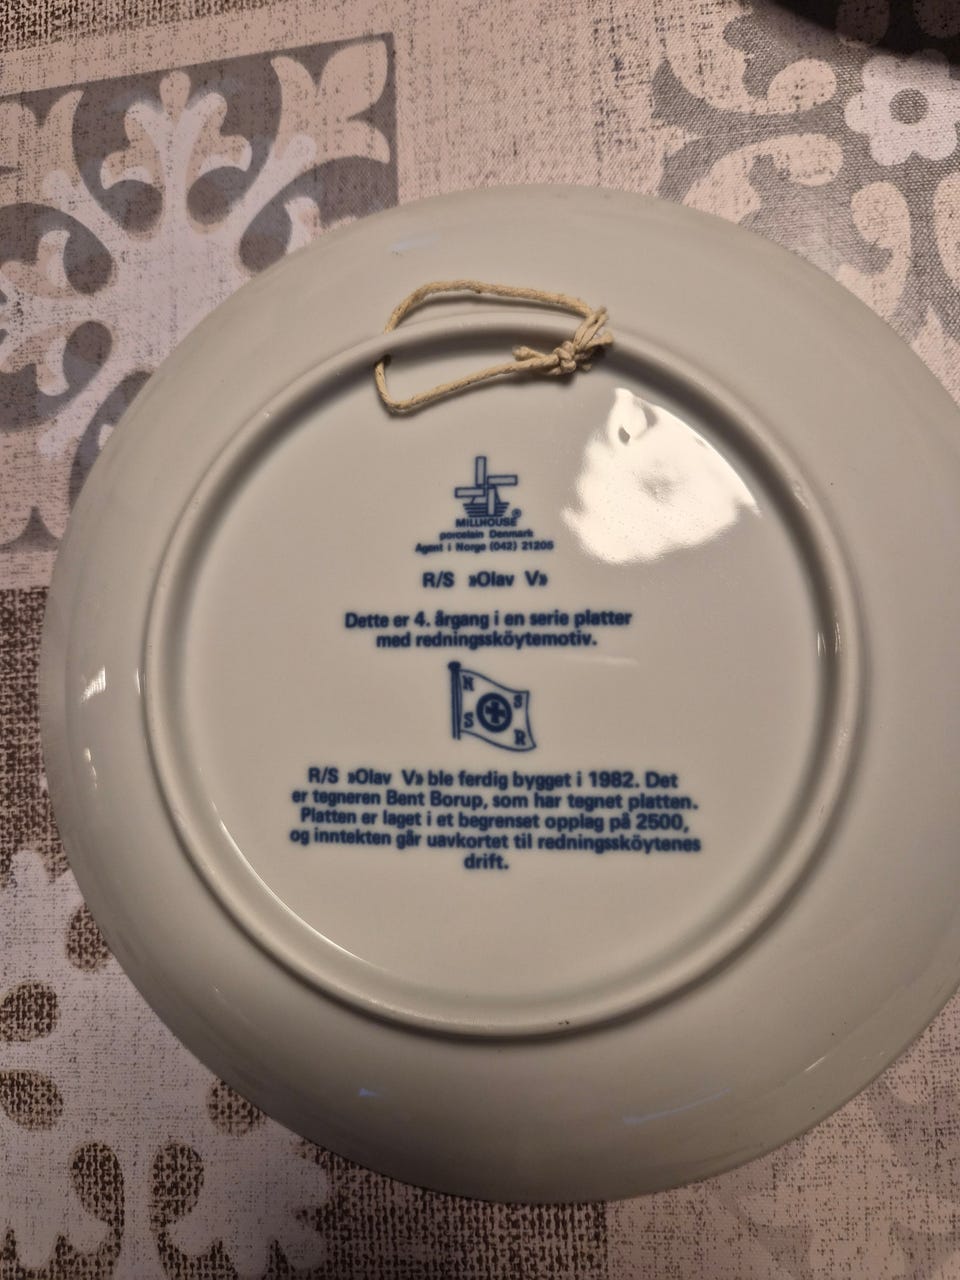 MILLHOUSE®
porcelain Denmark
Agent i Norge (042) 21205
R/S »Olav V»
Dette er 4. årgang i en serie platter
med redningssköytemotiv.
N S
S R
R/S »Olav V» ble ferdig bygget i 1982. Det
er tegneren Bent Borup, som har tegnet platten.
Platten er laget i et begrenset opplag på 2500,
og inntekten går uavkortet til redningssköytenes
drift.